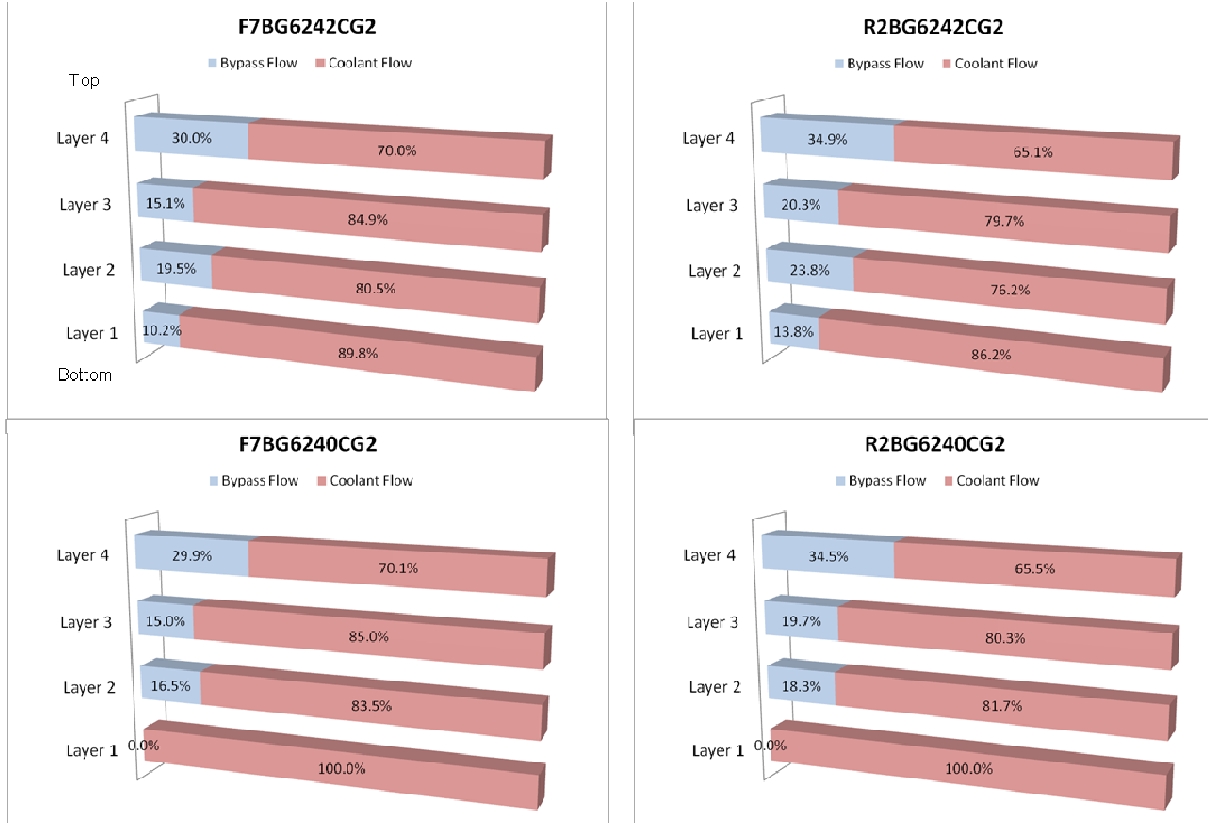 F7BG6242CG2
Bypass Flow Coolant Flow
Top
Layer 4 30.0% 70.0%
Layer 3 15.1% 84.9%
Layer 2 19.5% 80.5%
Layer 1 10.2% 89.8%
Bottom
R2BG6242CG2
Bypass Flow Coolant Flow
Layer 4 34.9% 65.1%
Layer 3 20.3% 79.7%
Layer 2 23.8% 76.2%
Layer 1 13.8% 86.2%
F7BG6240CG2
Bypass Flow Coolant Flow
Layer 4 29.9% 70.1%
Layer 3 15.0% 85.0%
Layer 2 16.5% 83.5%
Layer 1 0.0% 100.0%
R2BG6240CG2
Bypass Flow Coolant Flow
Layer 4 34.5% 65.5%
Layer 3 19.7% 80.3%
Layer 2 18.3% 81.7%
Layer 1 0.0% 100.0%